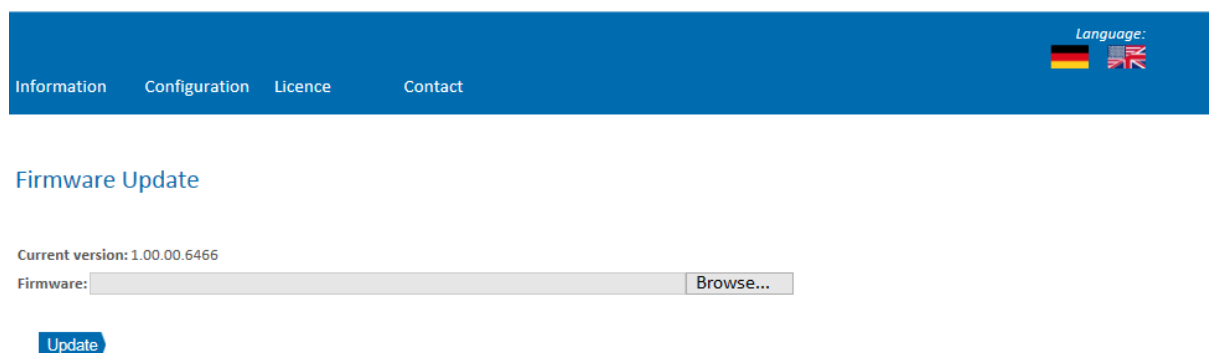 Language:
Information Configuration Licence Contact
Firmware Update
Current version: 1.00.00.6466
Firmware: Browse...
Update